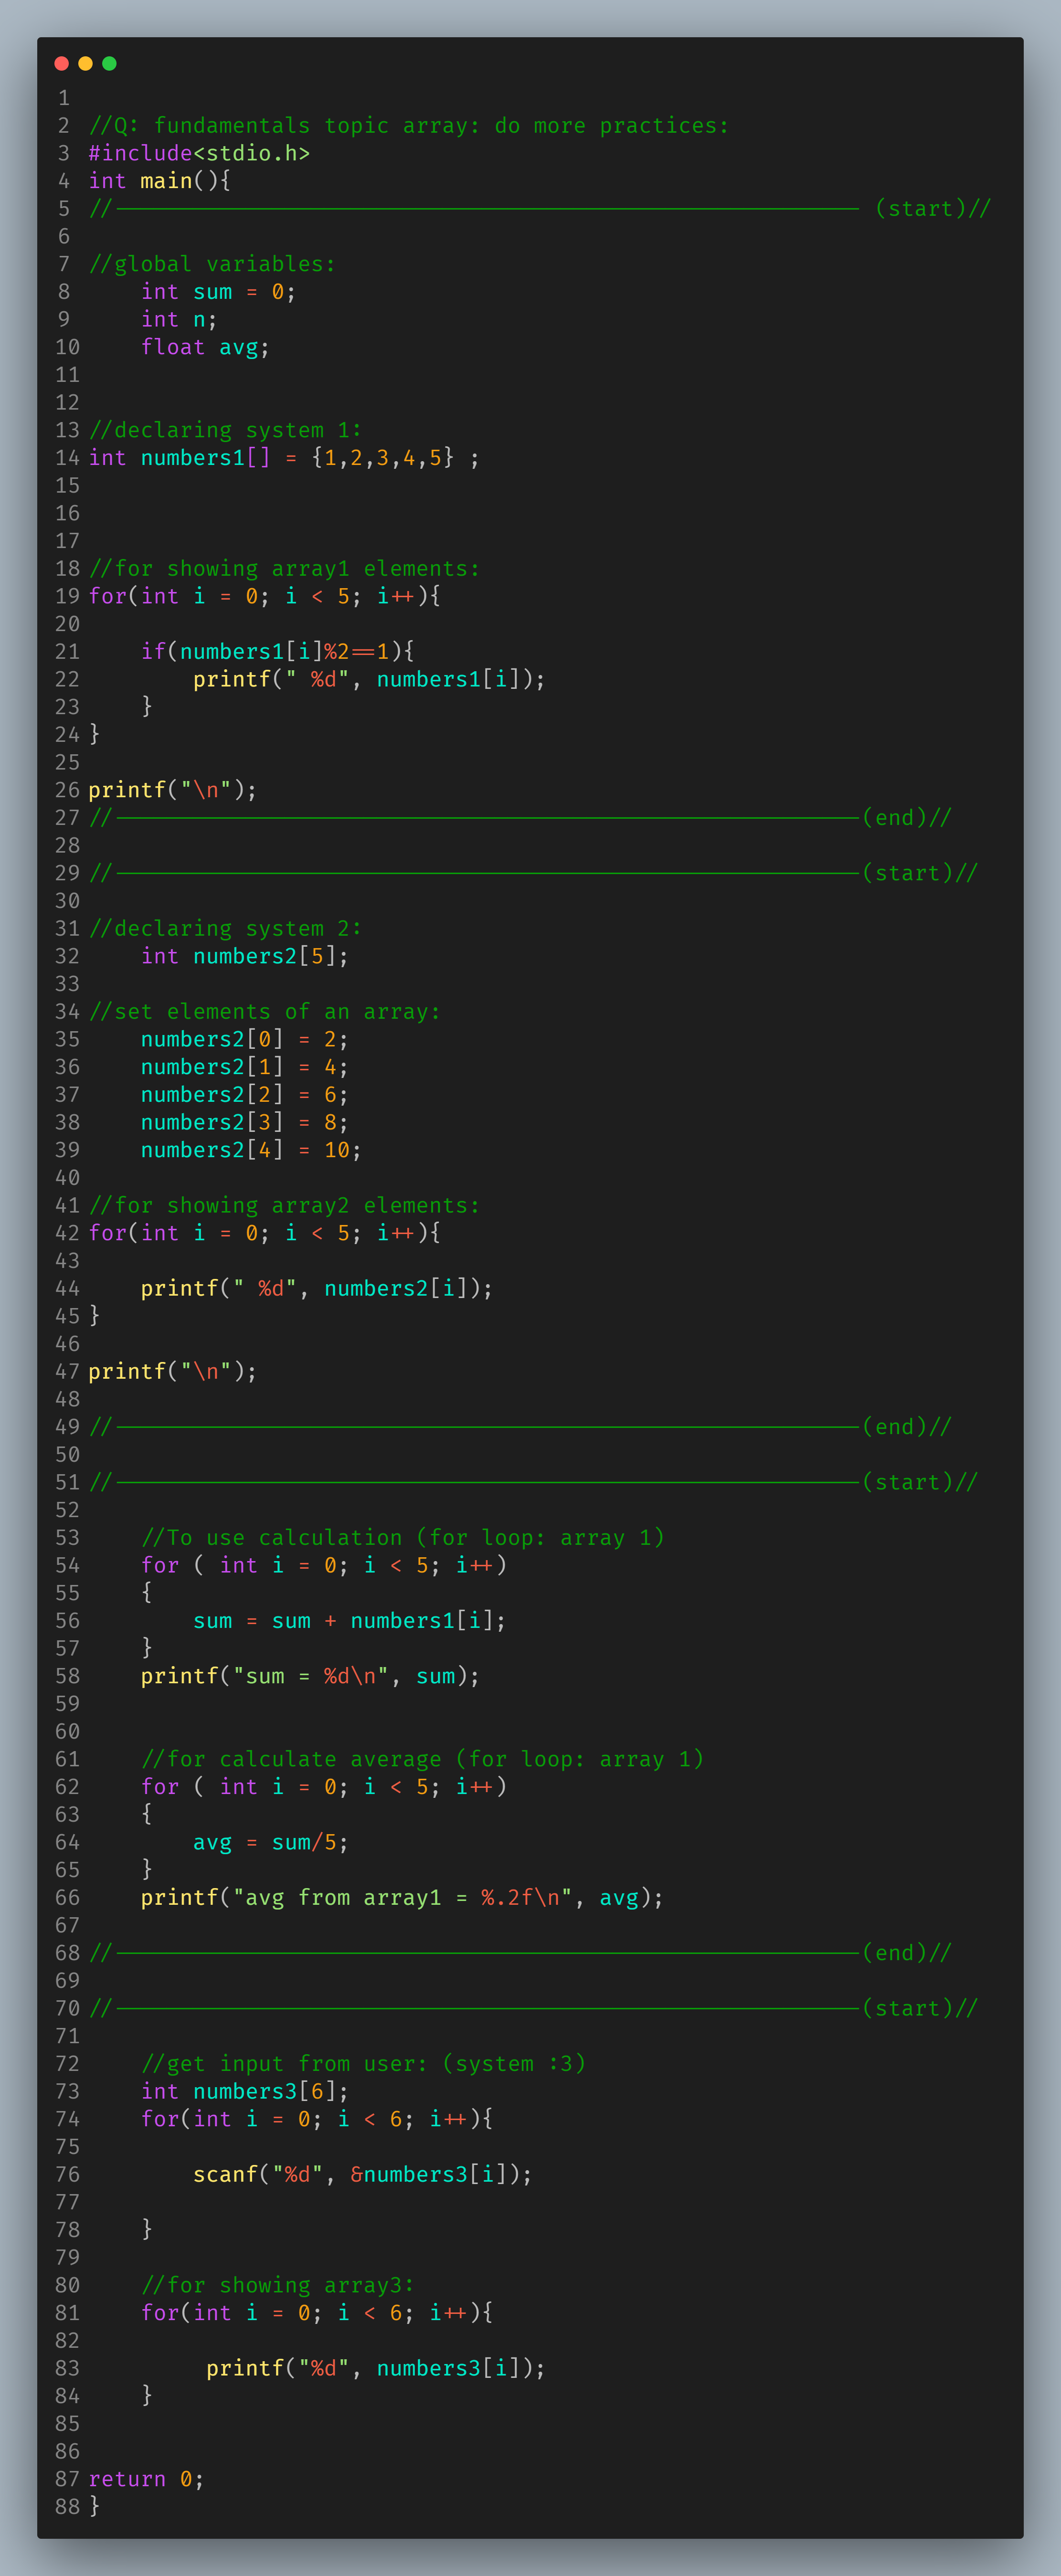 1
2 //Q: fundamentals topic array: do more practices:
3 #include<stdio.h>
4 int main(){
5 //--------------------------------------------------------- (start)//
6
7 //global variables:
8     int sum = 0;
9     int n;
10     float avg;
11
12
13 //declaring system 1:
14 int numbers1[] = {1,2,3,4,5} ;
15
16
17
18 //for showing array1 elements:
19 for(int i = 0; i < 5; i++){
20
21     if(numbers1[i]%2==1){
22         printf(" %d", numbers1[i]);
23     }
24 }
25
26 printf("\n");
27 //---------------------------------------------------------(end)//
28
29 //---------------------------------------------------------(start)//
30
31 //declaring system 2:
32     int numbers2[5];
33
34 //set elements of an array:
35     numbers2[0] = 2;
36     numbers2[1] = 4;
37     numbers2[2] = 6;
38     numbers2[3] = 8;
39     numbers2[4] = 10;
40
41 //for showing array2 elements:
42 for(int i = 0; i < 5; i++){
43
44     printf(" %d", numbers2[i]);
45 }
46
47 printf("\n");
48
49 //---------------------------------------------------------(end)//
50
51 //---------------------------------------------------------(start)//
52
53     //To use calculation (for loop: array 1)
54     for ( int i = 0; i < 5; i++)
55     {
56         sum = sum + numbers1[i];
57     }
58     printf("sum = %d\n", sum);
59
60
61     //for calculate average (for loop: array 1)
62     for ( int i = 0; i < 5; i++)
63     {
64         avg = sum/5;
65     }
66     printf("avg from array1 = %.2f\n", avg);
67
68 //---------------------------------------------------------(end)//
69
70 //---------------------------------------------------------(start)//
71
72     //get input from user: (system :3)
73     int numbers3[6];
74     for(int i = 0; i < 6; i++){
75
76         scanf("%d", &numbers3[i]);
77
78     }
79
80     //for showing array3:
81     for(int i = 0; i < 6; i++){
82
83          printf("%d", numbers3[i]);
84     }
85
86
87 return 0;
88 }